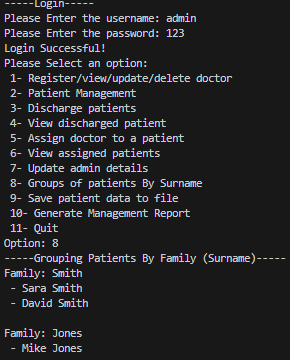 -----Login-----
Please Enter the username: admin
Please Enter the password: 123
Login Successful!
Please Select an option:
 1- Register/view/update/delete doctor
 2- Patient Management
 3- Discharge patients
 4- View discharged patient
 5- Assign doctor to a patient
 6- View assigned patients
 7- Update admin details
 8- Groups of patients By Surname
 9- Save patient data to file
 10- Generate Management Report
 11- Quit
Option: 8
-----Grouping Patients By Family (Surname)-----
Family: Smith
 - Sara Smith
 - David Smith

Family: Jones
 - Mike Jones